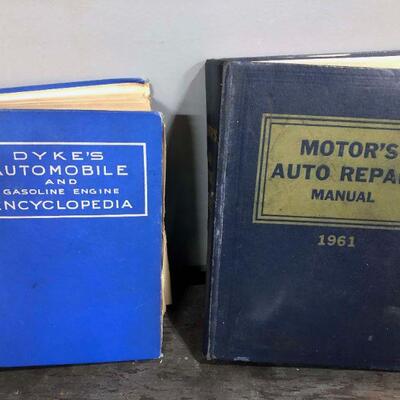 DYKE'S
AUTOMOBILE
AND
GASOLINE ENGINE
ENCYCLOPEDIA
MOTOR'S
AUTO REPAIR
MANUAL
1961